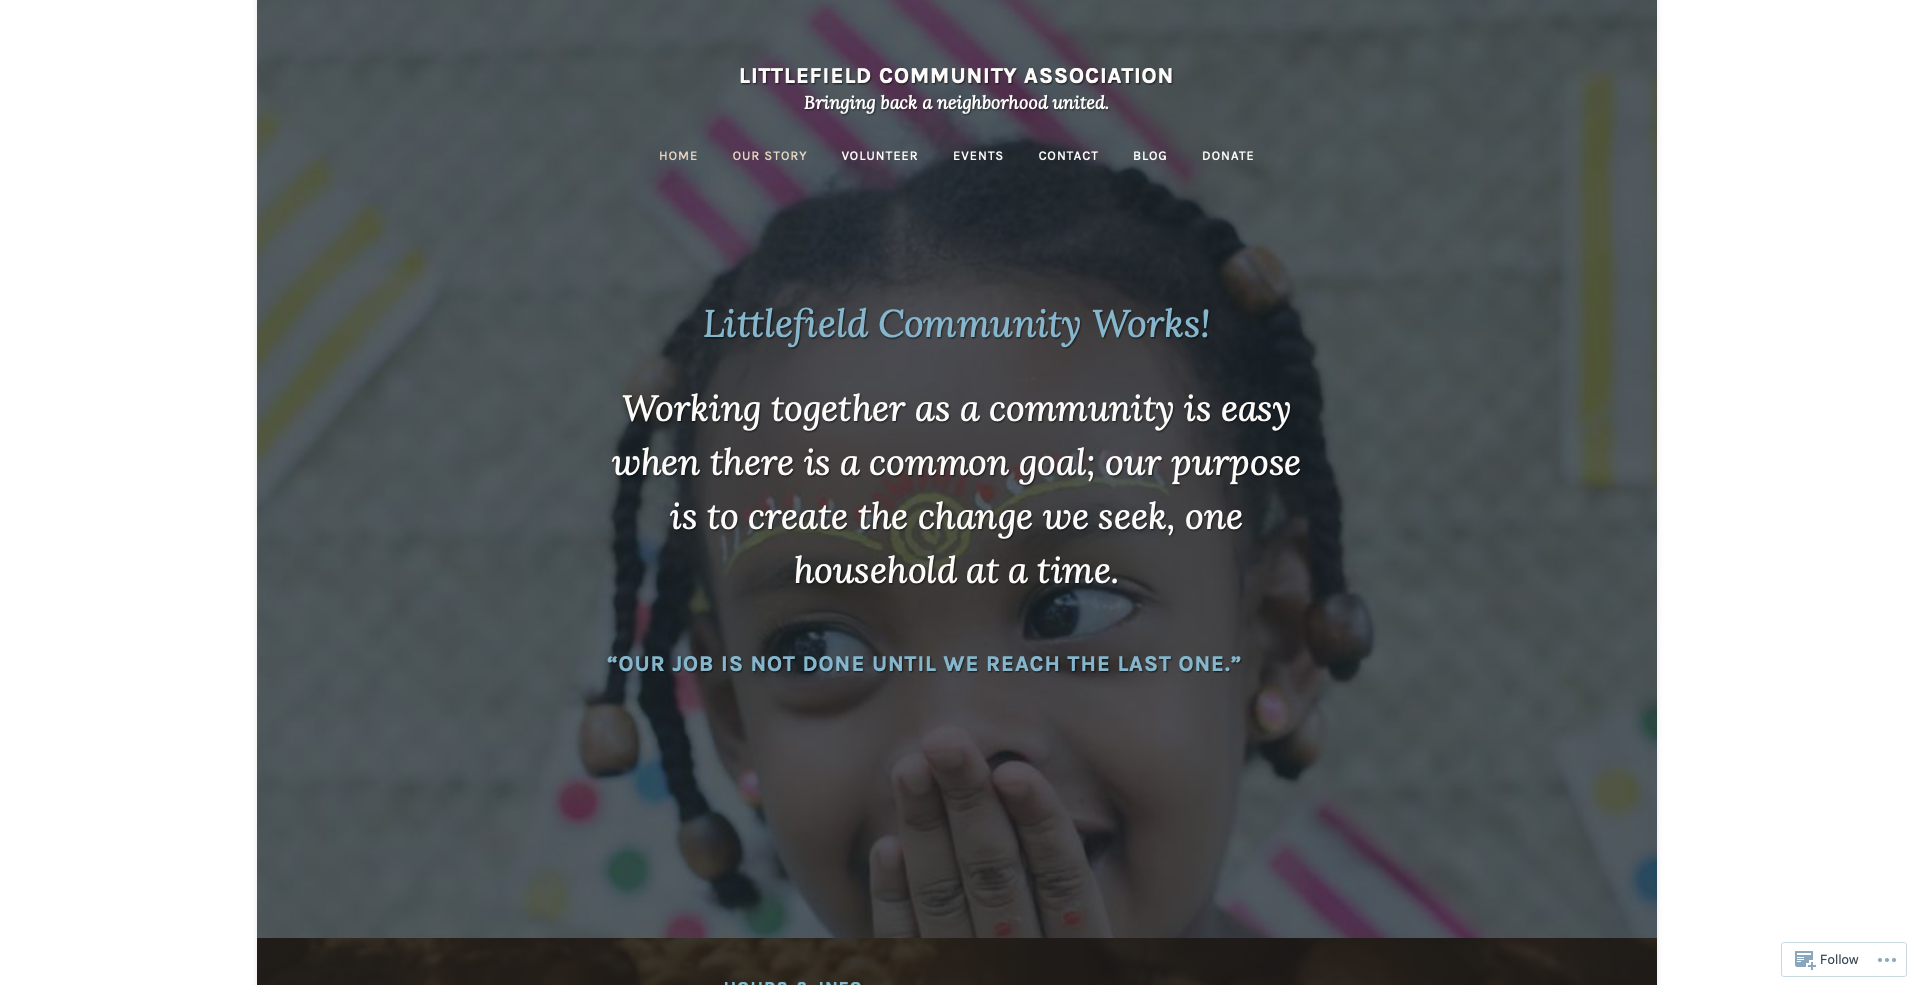 LITTLEFIELD COMMUNITY ASSOCIATION
Bringing back a neighborhood united.
HOME OUR STORY VOLUNTEER EVENTS CONTACT BLOG DONATE
Littlefield Community Works!
Working together as a community is easy
when there is a common goal; our purpose
is to create the change we seek, one
household at a time.
“OUR JOB IS NOT DONE UNTIL WE REACH THE LAST ONE.”
HOURS & INFO
Follow